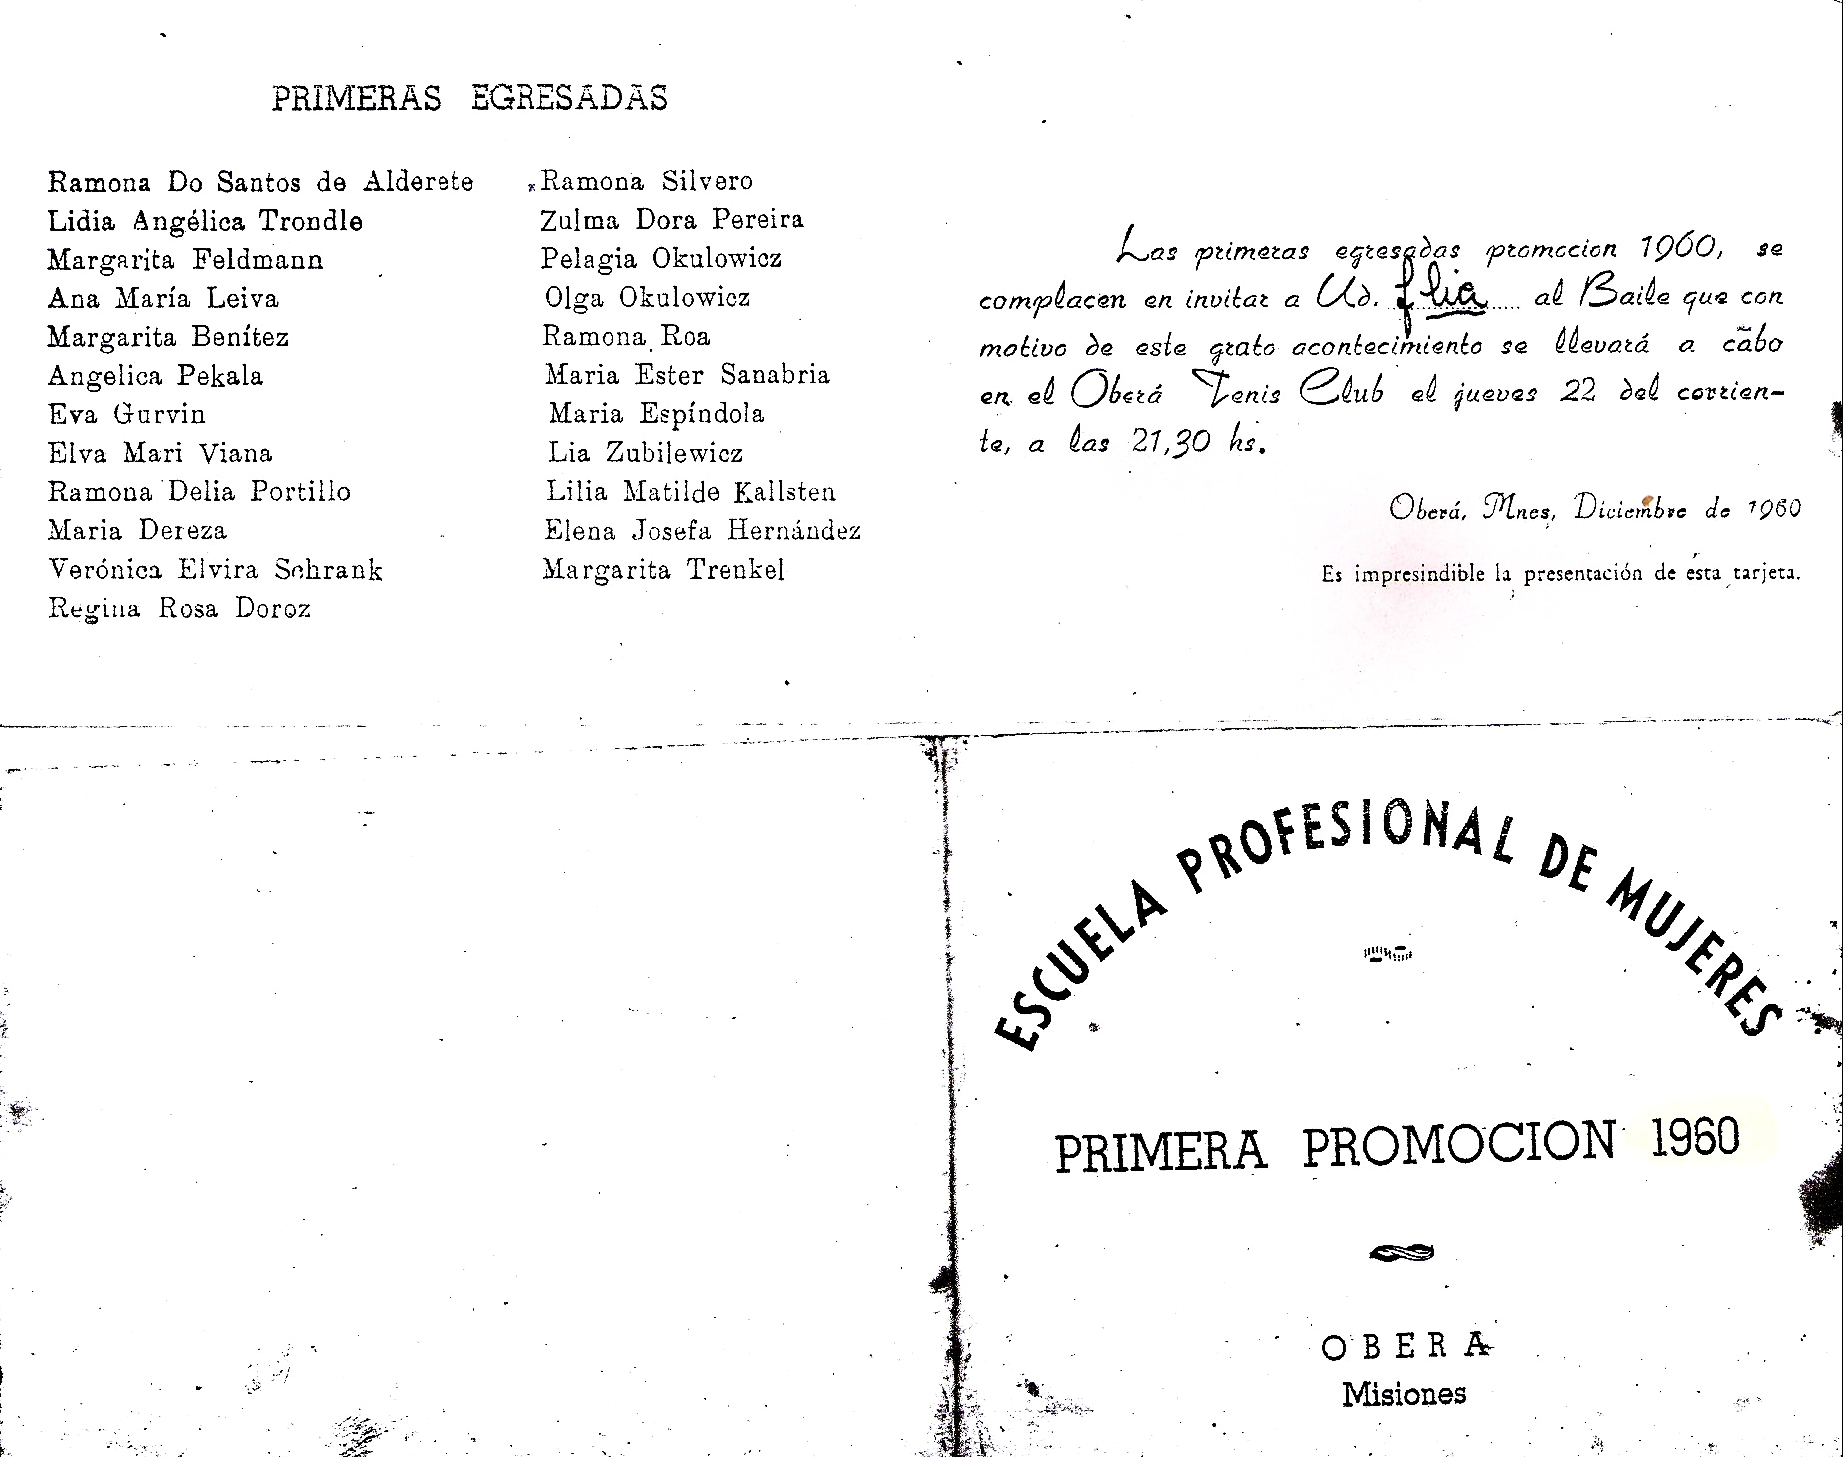 PRIMERAS EGRESADAS
Ramona Do Santos de Alderete
Lidia Angélica Trondle
Margarita Feldmann
Ana María Leiva
Margarita Benítez
Angelica Pekala
Eva Gurvin
Elva Mari Viana
Ramona Delia Portillo
Maria Dereza
Verónica Elvira Schrank
Regina Rosa Doroz
Ramona Silvero
Zulma Dora Pereira
Pelagia Okulowicz
Olga Okulowicz
Ramona Roa
Maria Ester Sanabria
Maria Espíndola
Lia Zubilewicz
Lilia Matilde Kallsten
Elena Josefa Hernández
Margarita Trenkel
Las primeras egresadas promocion 1960, se
complacen en invitar a Ud. flia al Baile que con
motivo de este grato acontecimiento se llevará a cabo
en el Oberá Tenis Club el jueves 22 del corrien-
te, a las 21,30 hs.
Oberá, Mnes, Diciembre de 1960
Es impresindible la presentación de esta tarjeta.
ESCUELA PROFESIONAL DE MUJERES
PRIMERA PROMOCION 1960
OBERA
Misiones